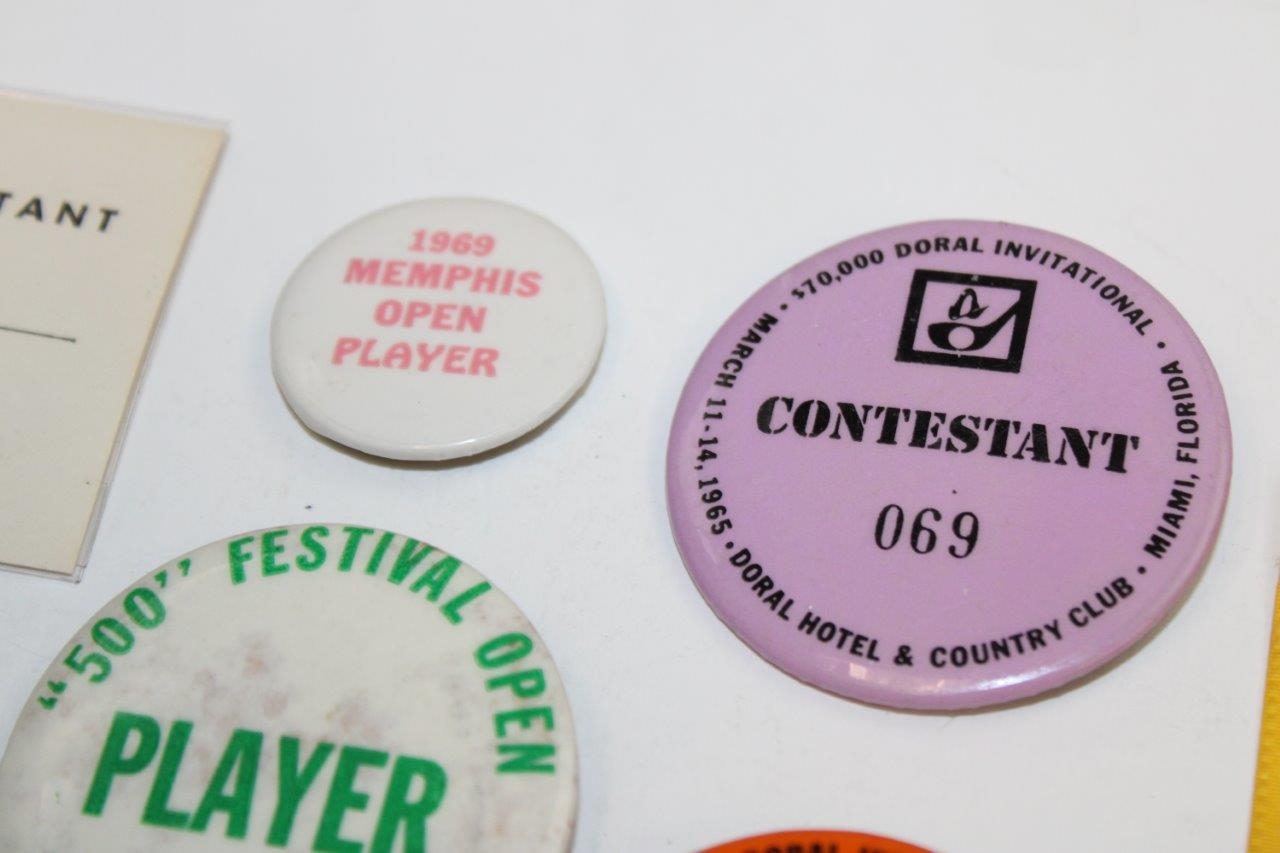 TANT
1969
MEMPHIS
OPEN
PLAYER
• $70,000 DORAL INVITATIONAL •
MIAMI, FLORIDA •
DORAL HOTEL & COUNTRY CLUB •
MARCH 11-14, 1965 •
CONTESTANT
069
“500” FESTIVAL OPEN
PLAYER
DORAL